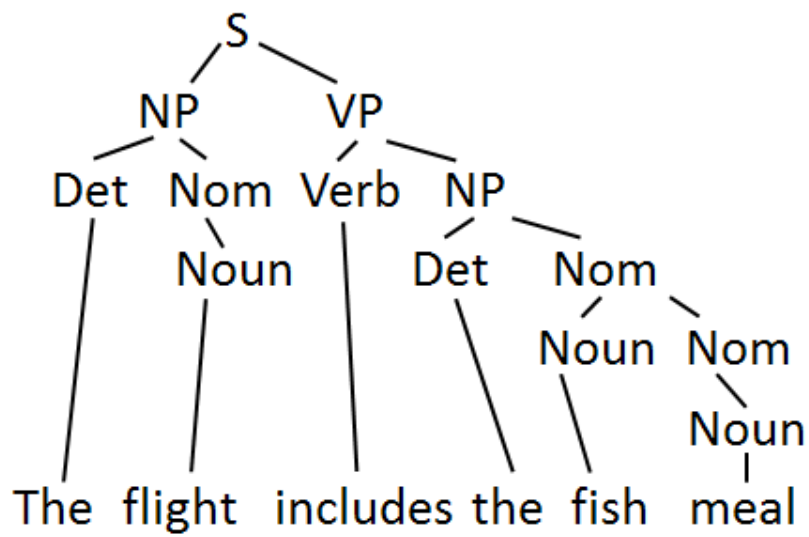 S
NP VP
Det Nom Verb NP
Noun Det Nom
Noun Nom
Noun
The flight includes the fish meal